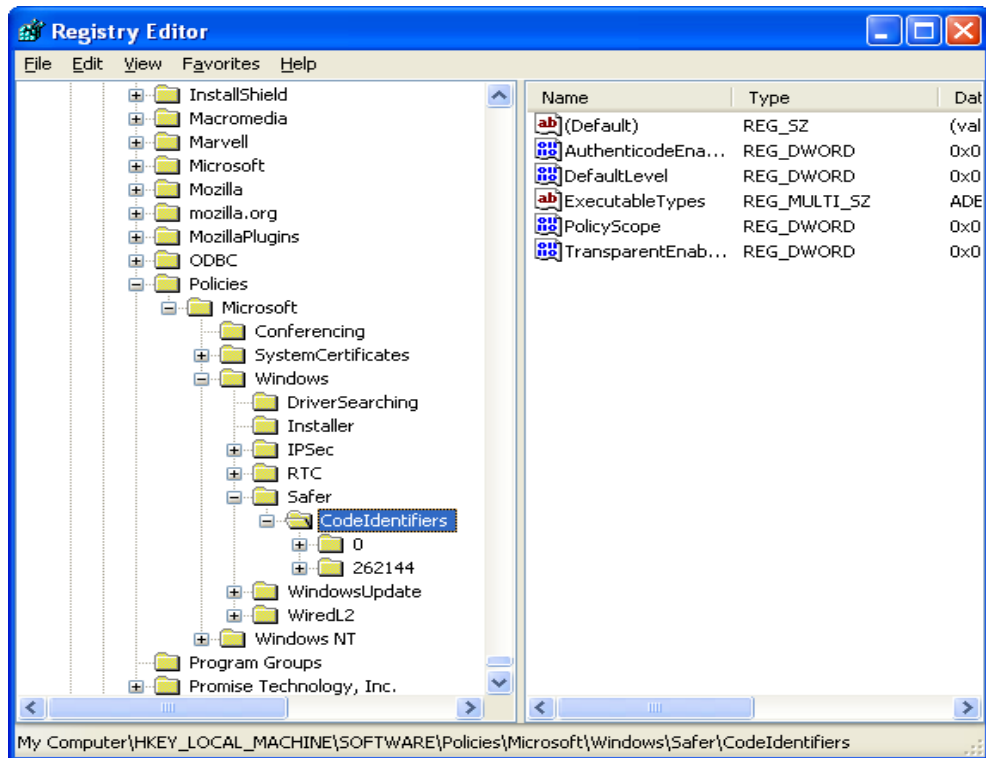 Registry Editor
File Edit View Favorites Help
InstallShield
Macromedia
Marvell
Microsoft
Mozilla
mozilla.org
MozillaPlugins
ODBC
Policies
Microsoft
Conferencing
SystemCertificates
Windows
DriverSearching
Installer
IPSec
RTC
Safer
CodeIdentifiers
0
262144
WindowsUpdate
WiredL2
Windows NT
Program Groups
Promise Technology, Inc.
Name Type Dat
(Default) REG_SZ (val
AuthenticodeEna... REG_DWORD 0x0
DefaultLevel REG_DWORD 0x0
ExecutableTypes REG_MULTI_SZ ADE
PolicyScope REG_DWORD 0x0
TransparentEnab... REG_DWORD 0x0
My Computer\HKEY_LOCAL_MACHINE\SOFTWARE\Policies\Microsoft\Windows\Safer\CodeIdentifiers